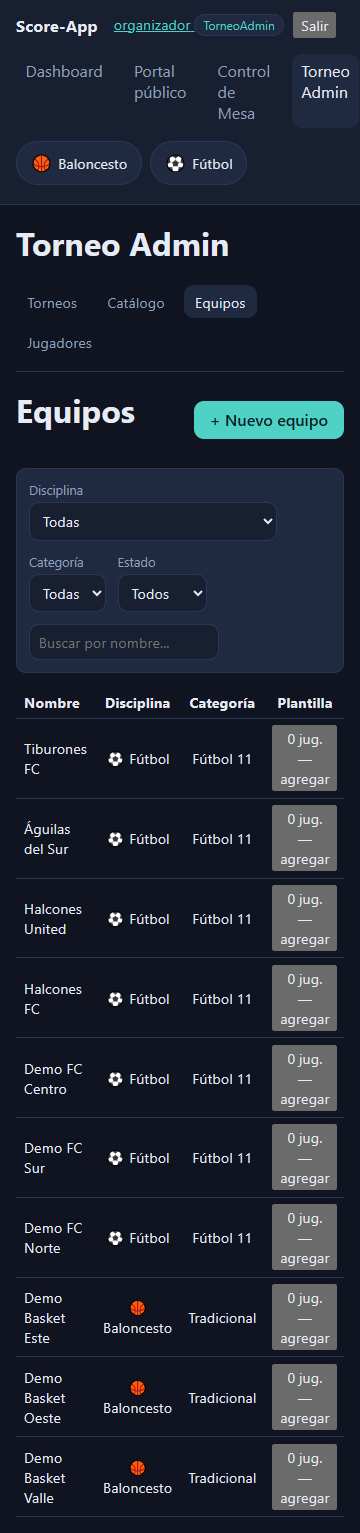 Score-App organizador TorneoAdmin Salir
Dashboard Portal público Control de Mesa Torneo Admin
Baloncesto Fútbol
Torneo Admin
Torneos Catálogo Equipos
Jugadores
Equipos + Nuevo equipo
Disciplina
Todas
Categoría Estado
Todas Todos
Buscar por nombre...
Nombre Disciplina Categoría Plantilla
Tiburones FC Fútbol Fútbol 11 0 jug. — agregar
Águilas del Sur Fútbol Fútbol 11 0 jug. — agregar
Halcones United Fútbol Fútbol 11 0 jug. — agregar
Halcones FC Fútbol Fútbol 11 0 jug. — agregar
Demo FC Centro Fútbol Fútbol 11 0 jug. — agregar
Demo FC Sur Fútbol Fútbol 11 0 jug. — agregar
Demo FC Norte Fútbol Fútbol 11 0 jug. — agregar
Demo Basket Este Baloncesto Tradicional 0 jug. — agregar
Demo Basket Oeste Baloncesto Tradicional 0 jug. — agregar
Demo Basket Valle Baloncesto Tradicional 0 jug. — agregar